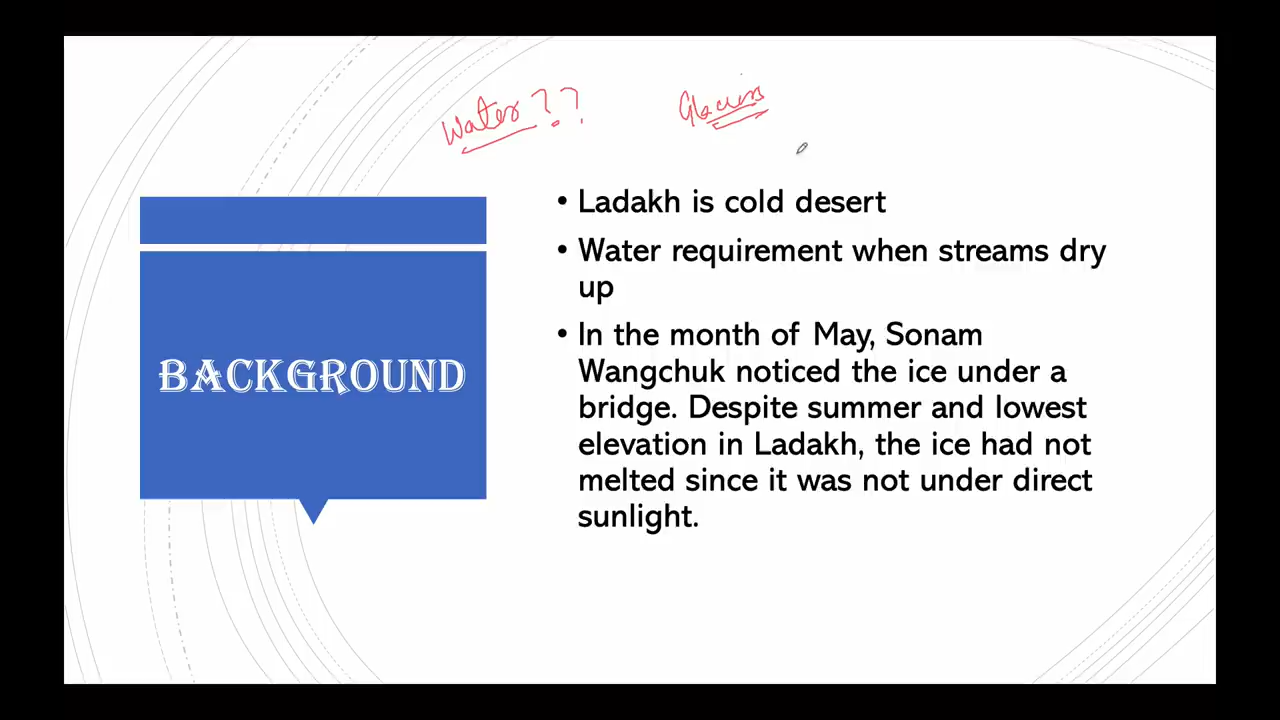 Water ??
Glaciers
BACKGROUND
• Ladakh is cold desert
• Water requirement when streams dry
up
• In the month of May, Sonam
Wangchuk noticed the ice under a
bridge. Despite summer and lowest
elevation in Ladakh, the ice had not
melted since it was not under direct
sunlight.